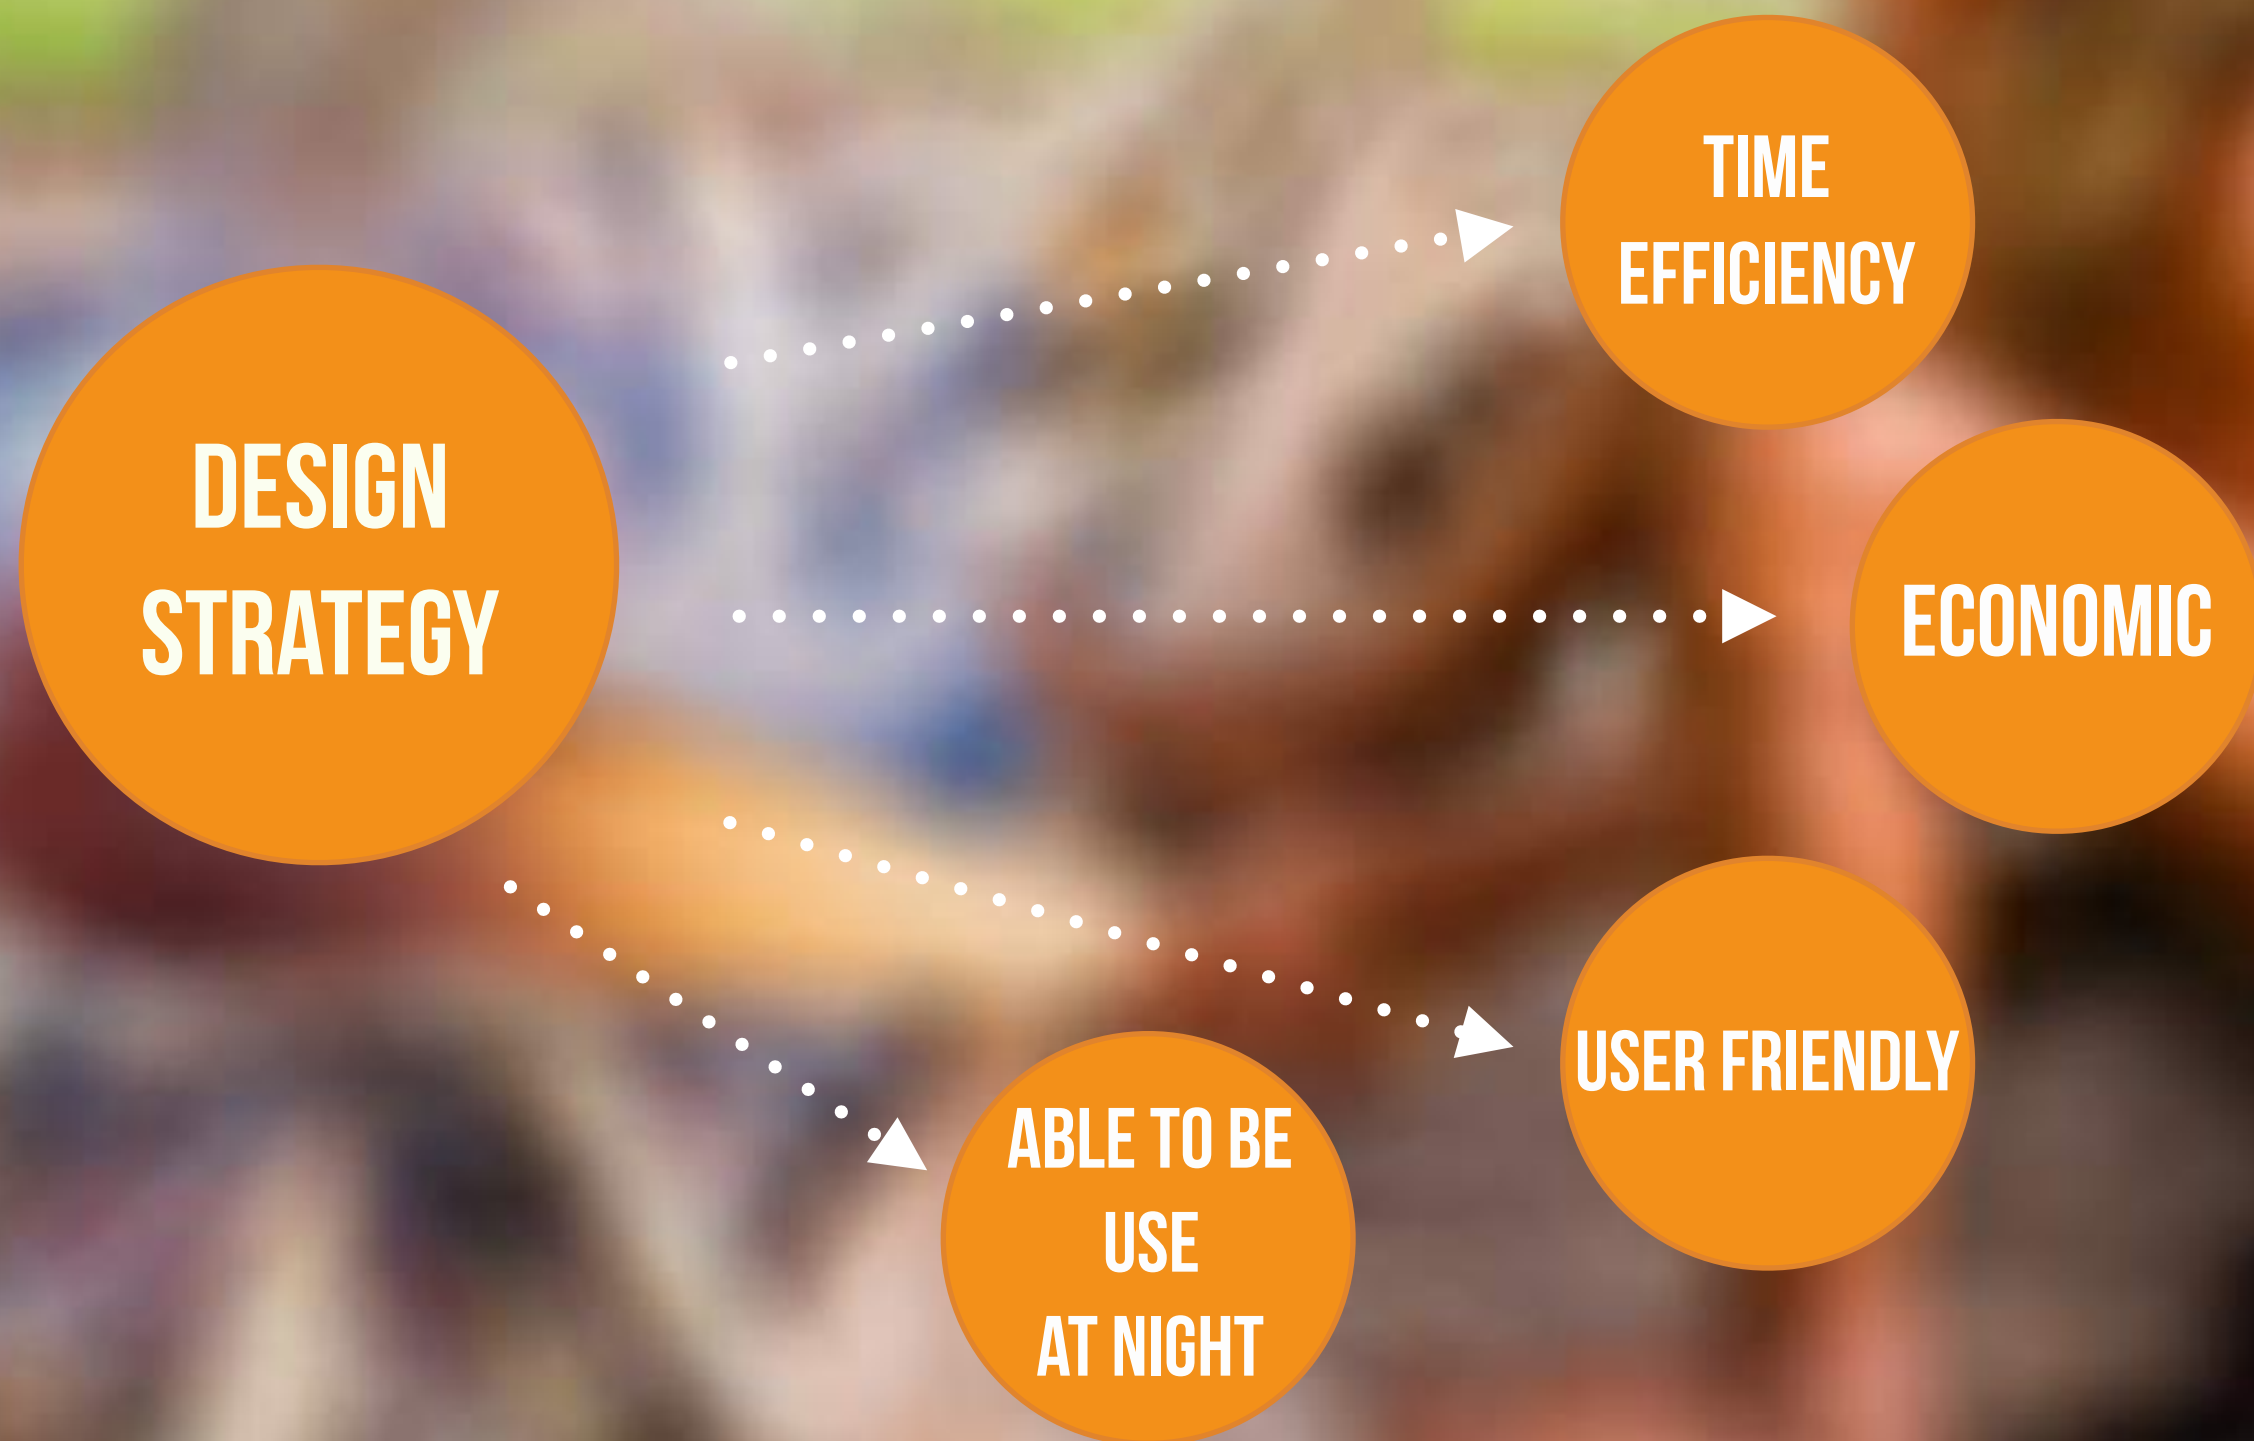 DESIGN
STRATEGY
TIME
EFFICIENCY
ECONOMIC
USER FRIENDLY
ABLE TO BE
USE
AT NIGHT